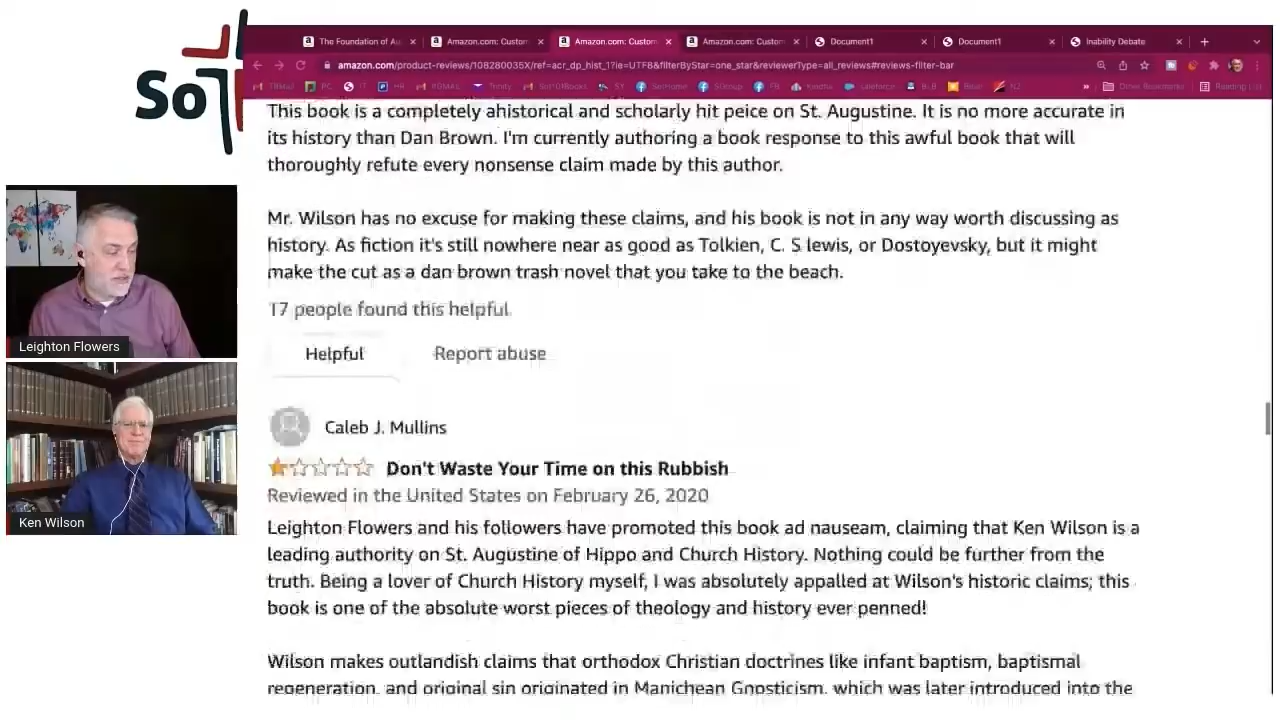 SoT
The Foundation of Au
Amazon.com: Custom
Amazon.com: Custom
Amazon.com: Custom
Document1
Document1
Inability Debate
amazon.com/product-reviews/108280035X/ref=acr_dp_hist_1?ie=UTF8&filterByStar=one_star&reviewerType=all_reviews#reviews-filter-bar
Other Bookmarks
This book is a completely ahistorical and scholarly hit peice on St. Augustine. It is no more accurate in
its history than Dan Brown. I'm currently authoring a book response to this awful book that will
thoroughly refute every nonsense claim made by this author.
Mr. Wilson has no excuse for making these claims, and his book is not in any way worth discussing as
history. As fiction it's still nowhere near as good as Tolkien, C. S lewis, or Dostoyevsky, but it might
make the cut as a dan brown trash novel that you take to the beach.
17 people found this helpful
Helpful
Report abuse
Caleb J. Mullins
Don't Waste Your Time on this Rubbish
Reviewed in the United States on February 26, 2020
Leighton Flowers and his followers have promoted this book ad nauseam, claiming that Ken Wilson is a
leading authority on St. Augustine of Hippo and Church History. Nothing could be further from the
truth. Being a lover of Church History myself, I was absolutely appalled at Wilson's historic claims; this
book is one of the absolute worst pieces of theology and history ever penned!
Wilson makes outlandish claims that orthodox Christian doctrines like infant baptism, baptismal
regeneration, and original sin originated in Manichean Gnosticism, which was later introduced into the
Leighton Flowers
Ken Wilson